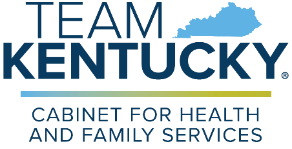 TEAM
KENTUCKY®
CABINET FOR HEALTH
AND FAMILY SERVICES